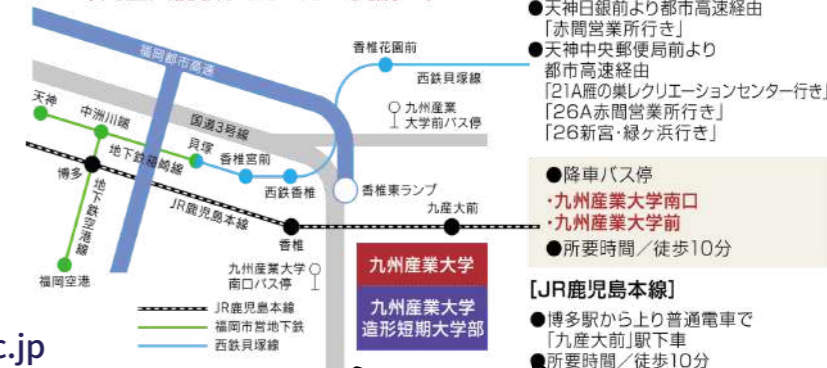 福岡都市高速
国道3号線
香椎花園前
西鉄貝塚線
九州産業
大学前バス停
天神
中洲川端
貝塚
香椎宮前
地下鉄箱崎線
博多
地下鉄空港線
西鉄香椎
香椎東ランプ
JR鹿児島本線
香椎
九産大前
福岡空港
九州産業大学
南口バス停
九州産業大学
九州産業大学
造形短期大学部
JR鹿児島本線
福岡市営地下鉄
西鉄貝塚線
c.jp
●天神日銀前より都市高速経由
「赤間営業所行き」
●天神中央郵便局前より
都市高速経由
「21A雁の巣レクリエーションセンター行き」
「26A赤間営業所行き」
「26新宮・緑ヶ浜行き」
●降車バス停
・九州産業大学南口
・九州産業大学前
●所要時間／徒歩10分
[JR鹿児島本線]
●博多駅から上り普通電車で
「九産大前」駅下車
●所要時間／徒歩10分